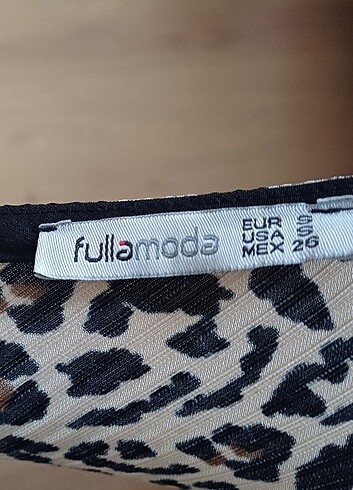 fullamoda
EUR S
USA S
MEX 26